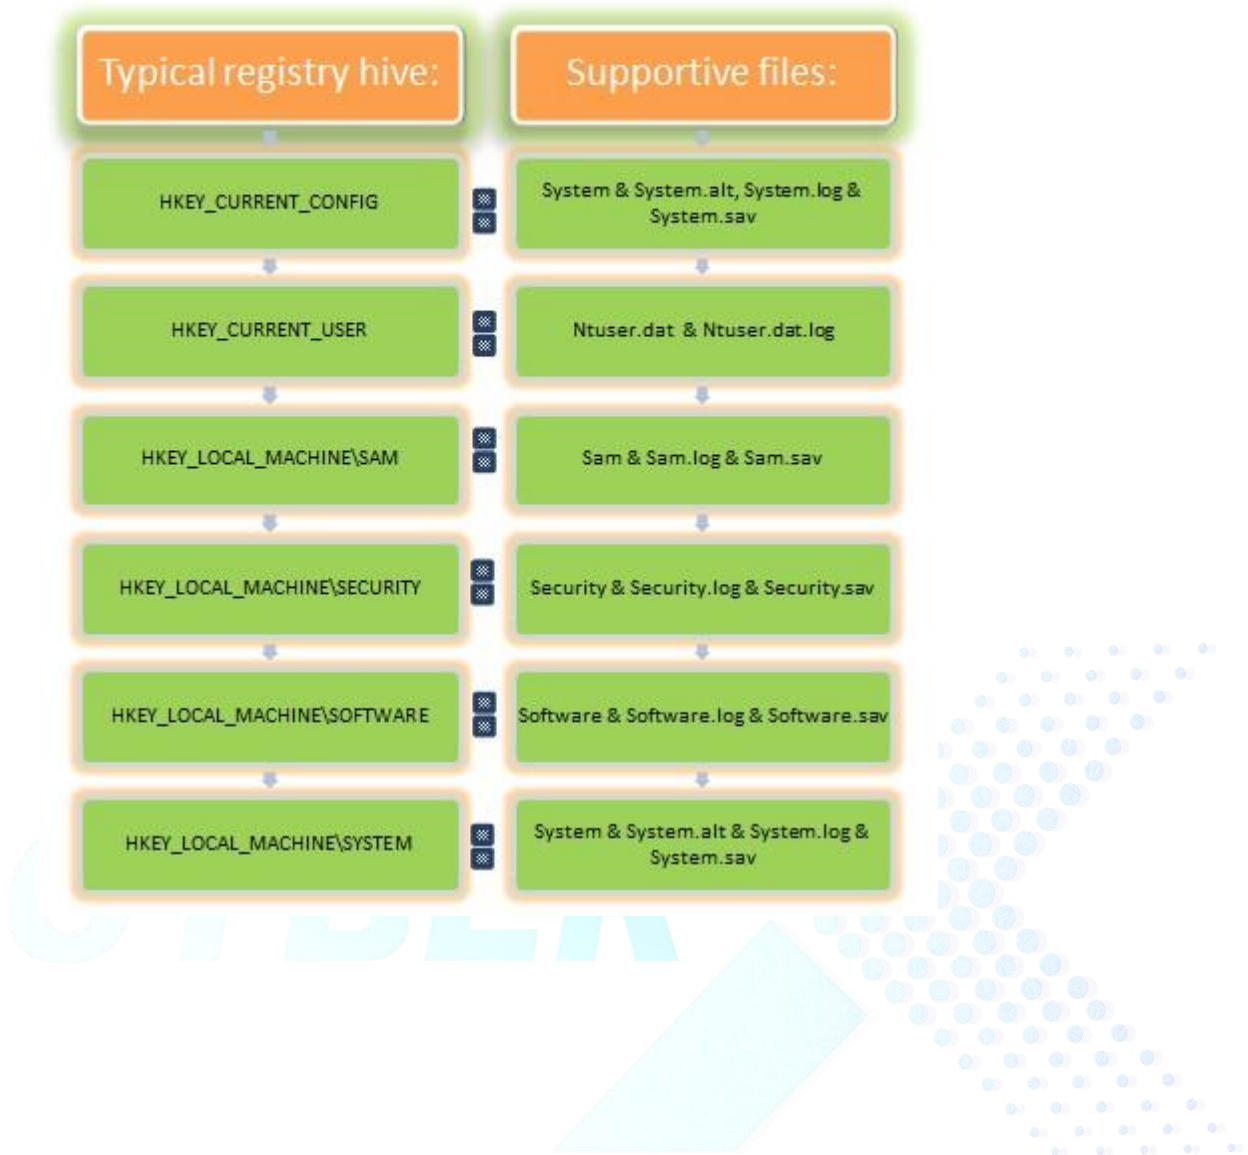 Typical registry hive:
Supportive files:
HKEY_CURRENT_CONFIG
System & System.alt, System.log &
System.sav
HKEY_CURRENT_USER
Ntuser.dat & Ntuser.dat.log
HKEY_LOCAL_MACHINE\SAM
Sam & Sam.log & Sam.sav
HKEY_LOCAL_MACHINE\SECURITY
Security & Security.log & Security.sav
HKEY_LOCAL_MACHINE\SOFTWARE
Software & Software.log & Software.sav
HKEY_LOCAL_MACHINE\SYSTEM
System & System.alt & System.log &
System.sav
CYBER